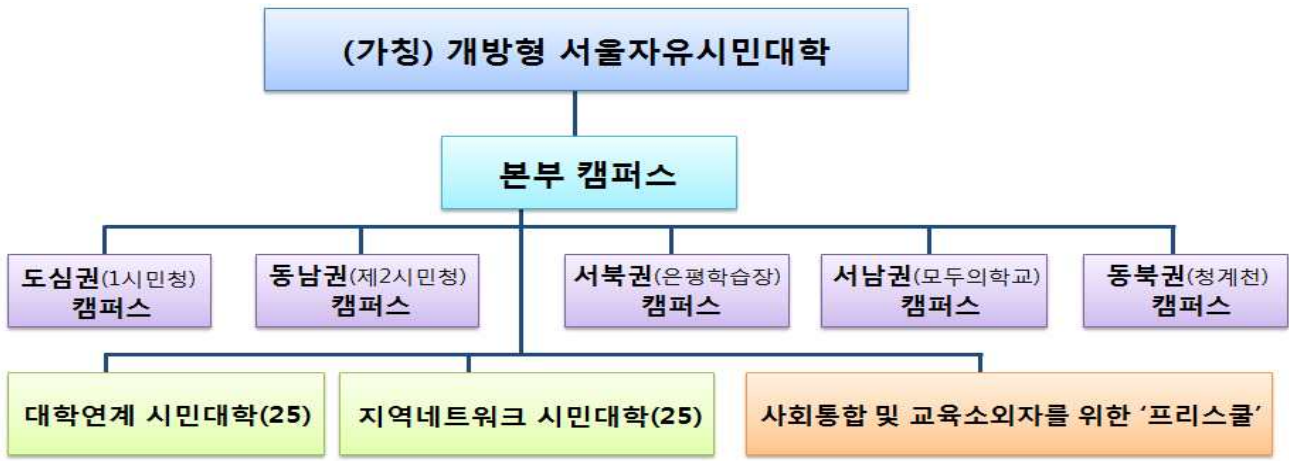 (가칭) 개방형 서울자유시민대학
본부 캠퍼스
도심권(1시민청)
캠퍼스
동남권(제2시민청)
캠퍼스
서북권(은평학습장)
캠퍼스
서남권(모두의학교)
캠퍼스
동북권(청계천)
캠퍼스
대학연계 시민대학(25)
지역네트워크 시민대학(25)
사회통합 및 교육소외자를 위한 ‘프리스쿨’